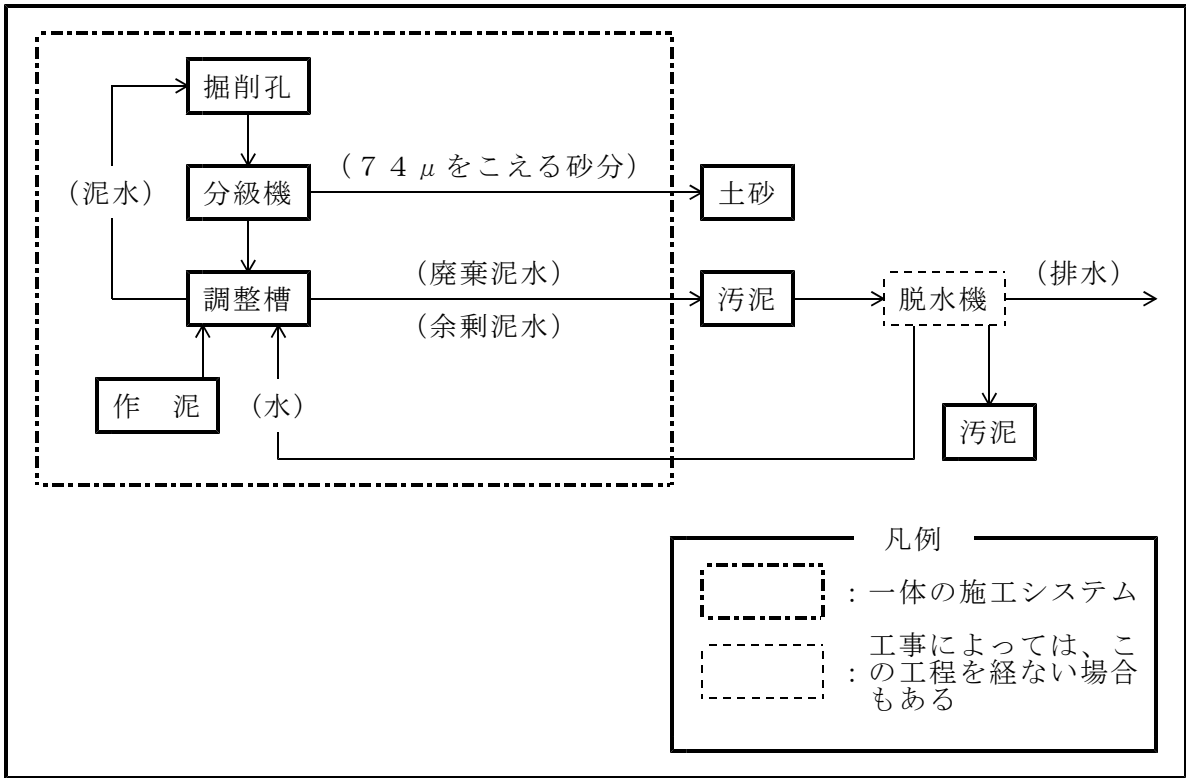 掘削孔
（74μをこえる砂分）
（泥水）
分級機
土砂
（廃棄泥水）
（排水）
調整槽
汚泥
脱水機
（余剰泥水）
作　泥
（水）
汚泥
凡例
：一体の施工システム
工事によっては、こ
：の工程を経ない場合
もある